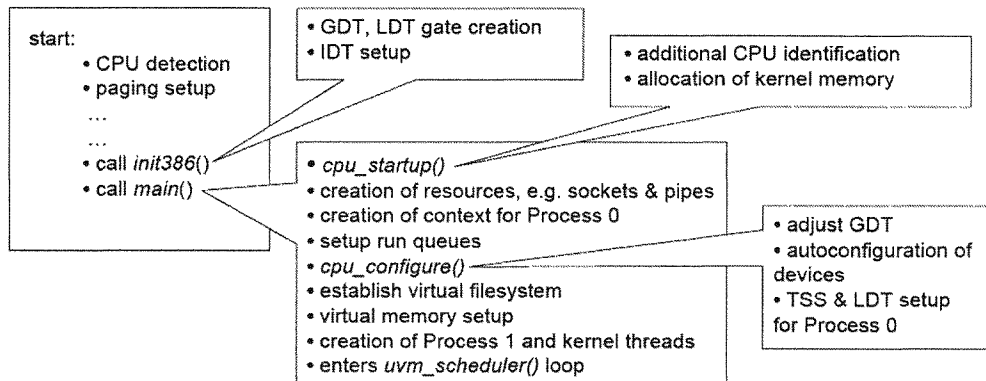 start:
• CPU detection
• paging setup
...
...
• call init386()
• call main()
• GDT, LDT gate creation
• IDT setup
• additional CPU identification
• allocation of kernel memory
• cpu_startup()
• creation of resources, e.g. sockets & pipes
• creation of context for Process 0
• setup run queues
• cpu_configure()
• establish virtual filesystem
• virtual memory setup
• creation of Process 1 and kernel threads
• enters uvm_scheduler() loop
• adjust GDT
• autoconfiguration of
devices
• TSS & LDT setup
for Process 0